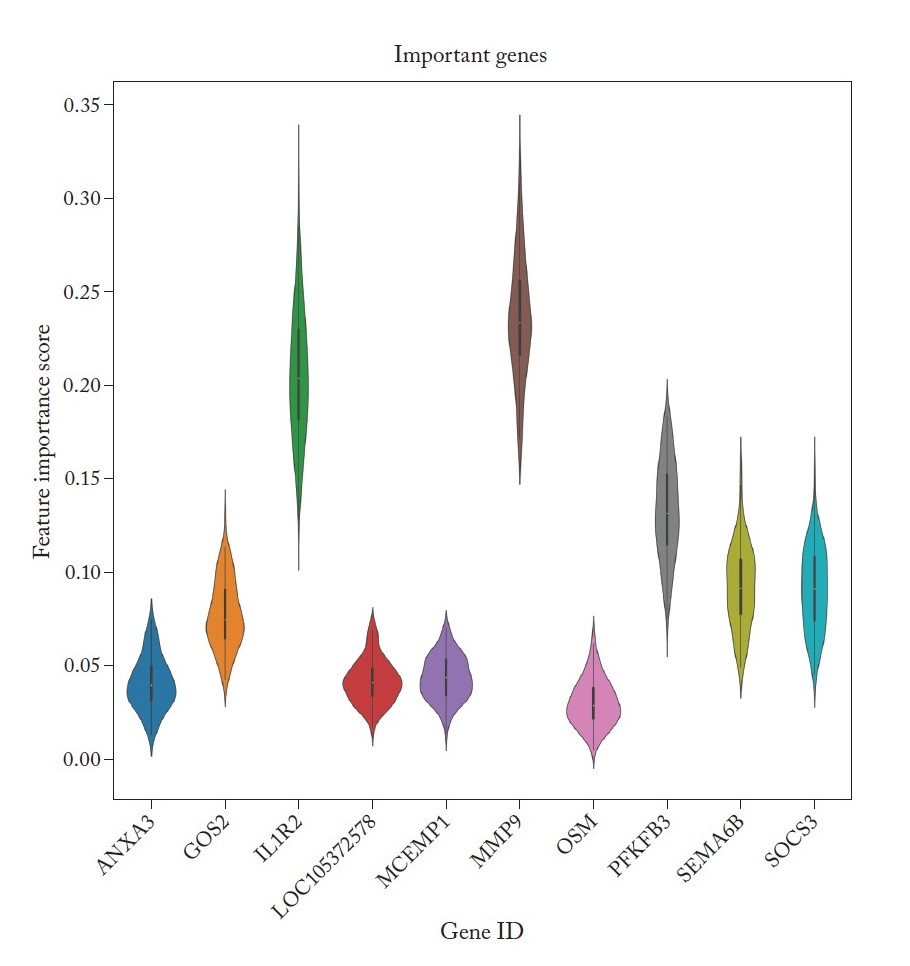 Important genes
0.35
0.30
0.25
0.20
0.15
0.10
0.05
0.00
Feature importance score
ANXA3
GOS2
IL1R2
LOC105372578
MCEMP1
MMP9
OSM
PFKFB3
SEMA6B
SOCS3
Gene ID